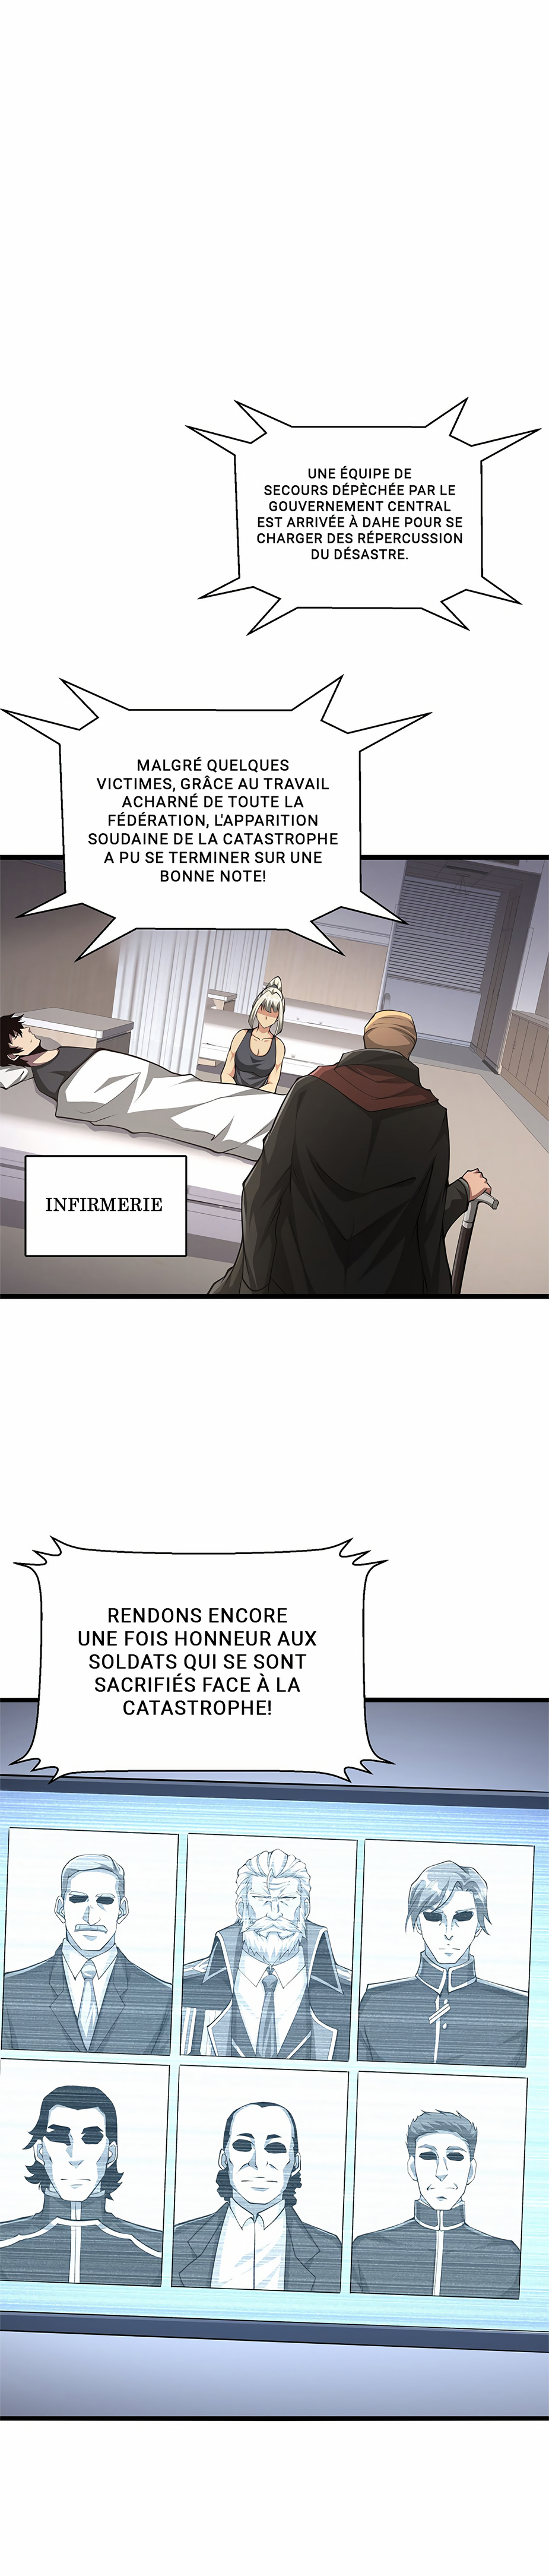 UNE ÉQUIPE DE
SECOURS DÉPÈCHÉE PAR LE
GOUVERNEMENT CENTRAL
EST ARRIVÉE À DAHE POUR SE
CHARGER DES RÉPERCUSSION
DU DÉSASTRE.
MALGRÉ QUELQUES
VICTIMES, GRÂCE AU TRAVAIL
ACHARNÉ DE TOUTE LA
FÉDÉRATION, L'APPARITION
SOUDAINE DE LA CATASTROPHE
A PU SE TERMINER SUR UNE
BONNE NOTE!
INFIRMERIE
RENDONS ENCORE
UNE FOIS HONNEUR AUX
SOLDATS QUI SE SONT
SACRIFIÉS FACE À LA
CATASTROPHE!